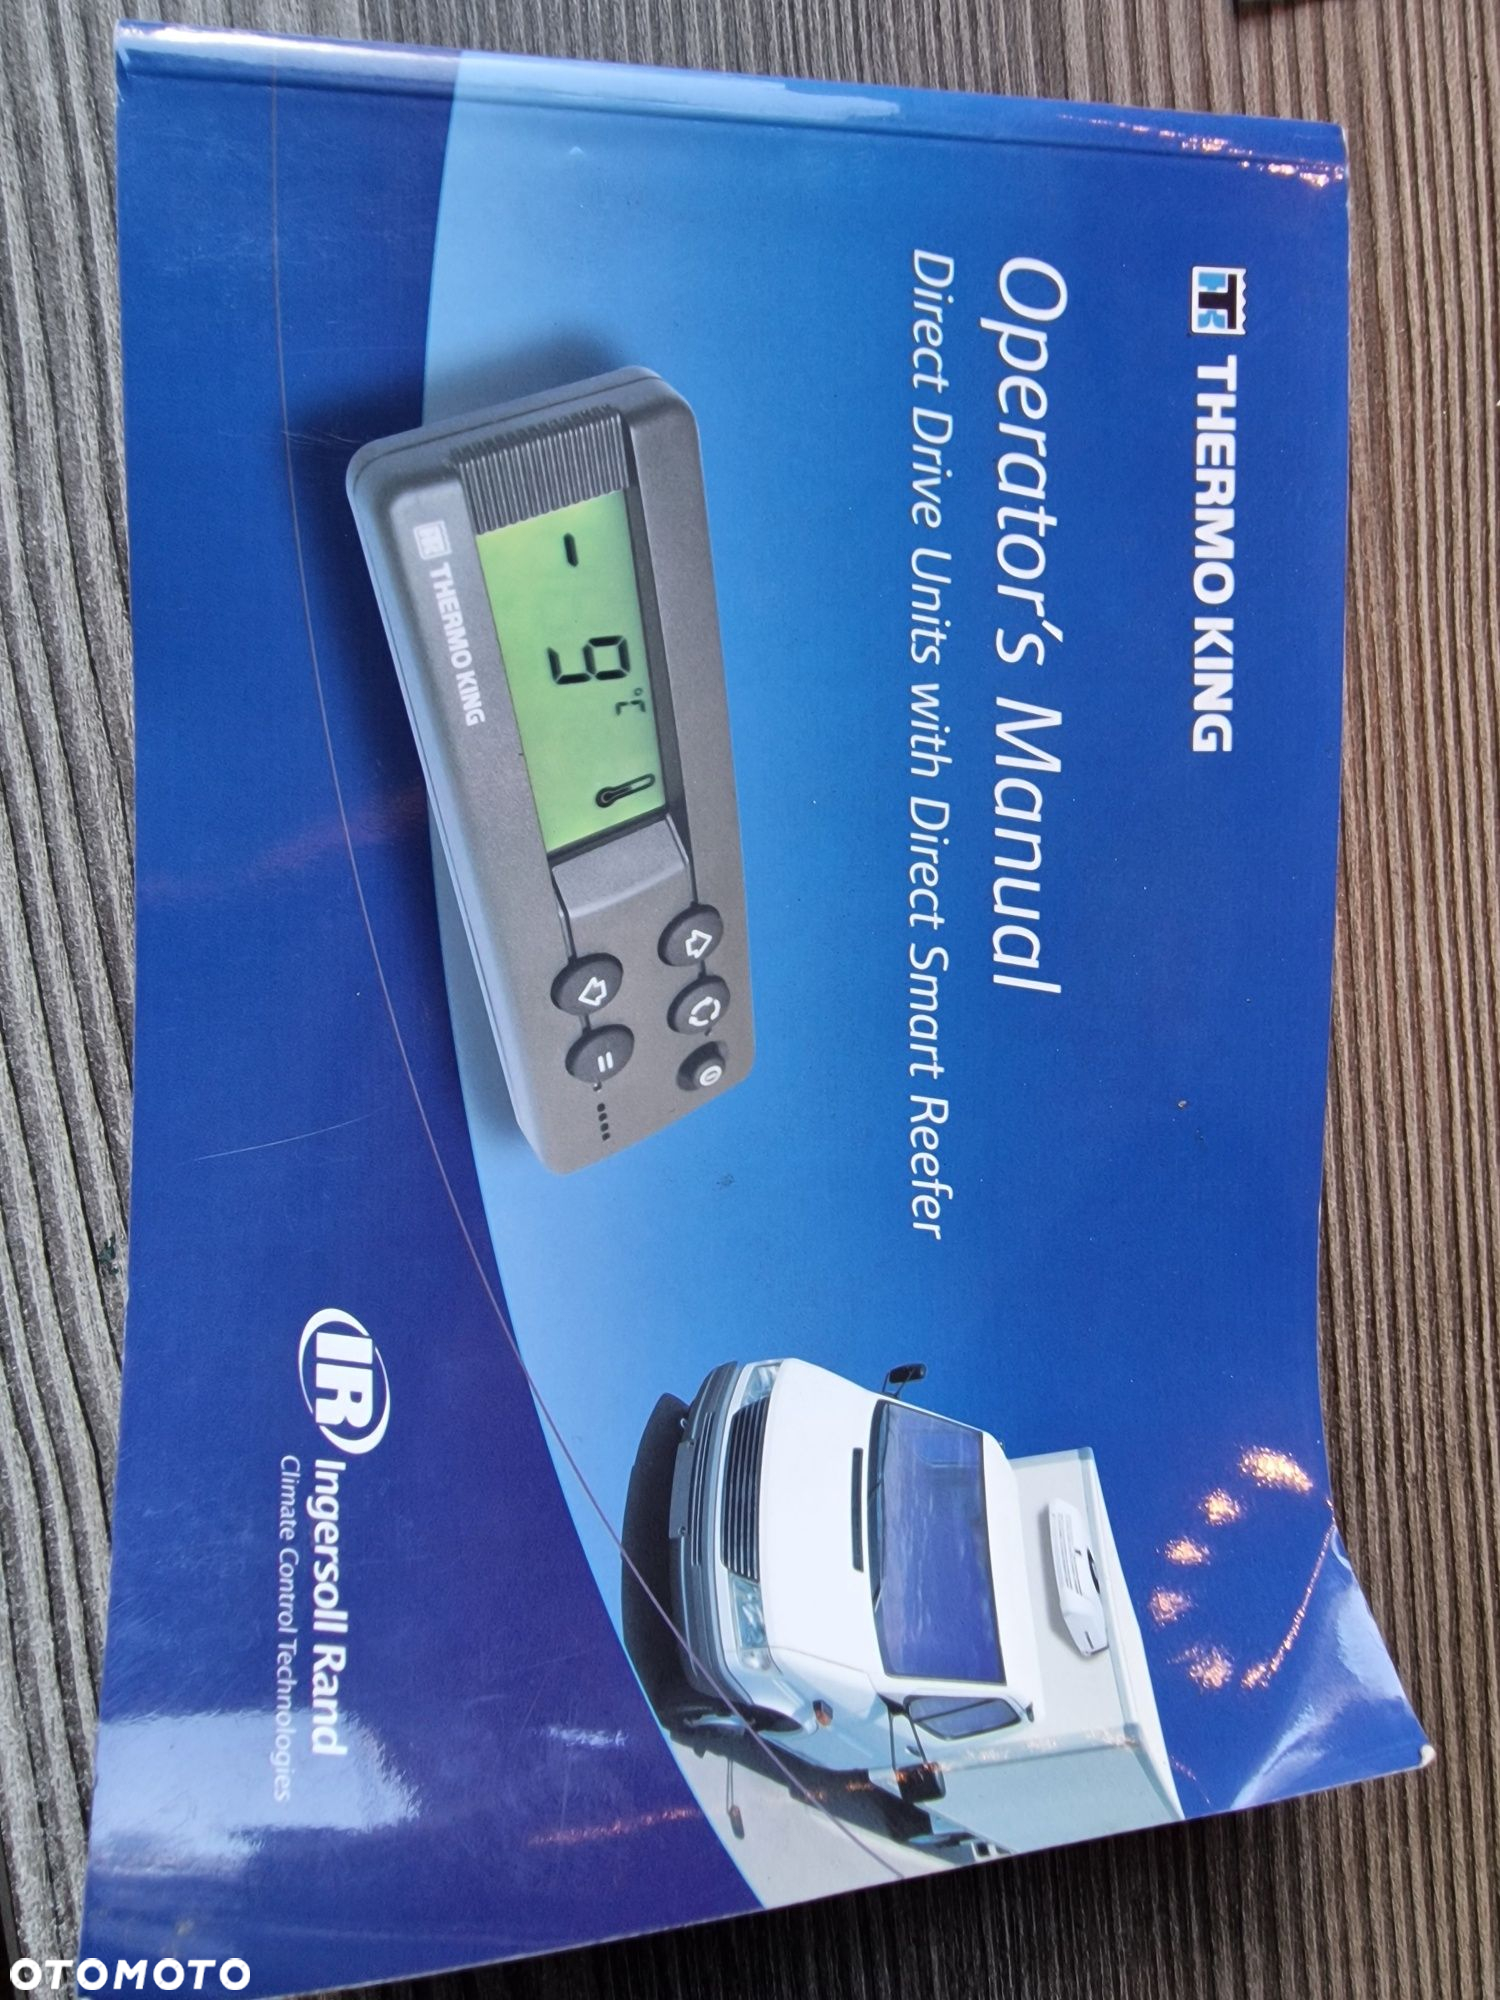 THERMO KING
Operator's Manual
Direct Drive Units with Direct Smart Reefer
- 9 °C
THERMO KING
IR Ingersoll Rand
Climate Control Technologies
OTOMOTO